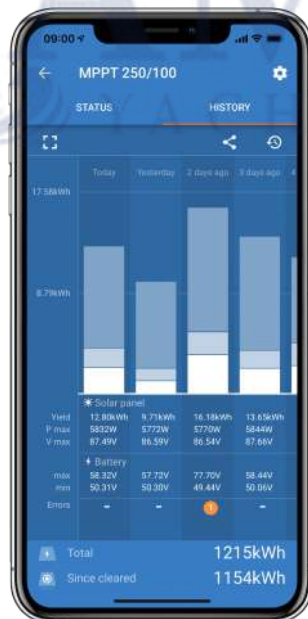 09:00
MPPT 250/100
STATUS HISTORY
Today Yesterday 2 days ago 3 days ago 4
17.58kWh
8.79kWh
Solar panel
Yield 12.80kWh 9.71kWh 16.18kWh 13.65kWh
P max 5832W 5772W 5770W 5844W
V max 87.49V 86.59V 86.54V 87.66V
Battery
max 58.32V 57.72V 77.70V 58.44V
min 50.31V 50.30V 49.44V 50.06V
Errors - - 1 -
Total 1215kWh
Since cleared 1154kWh